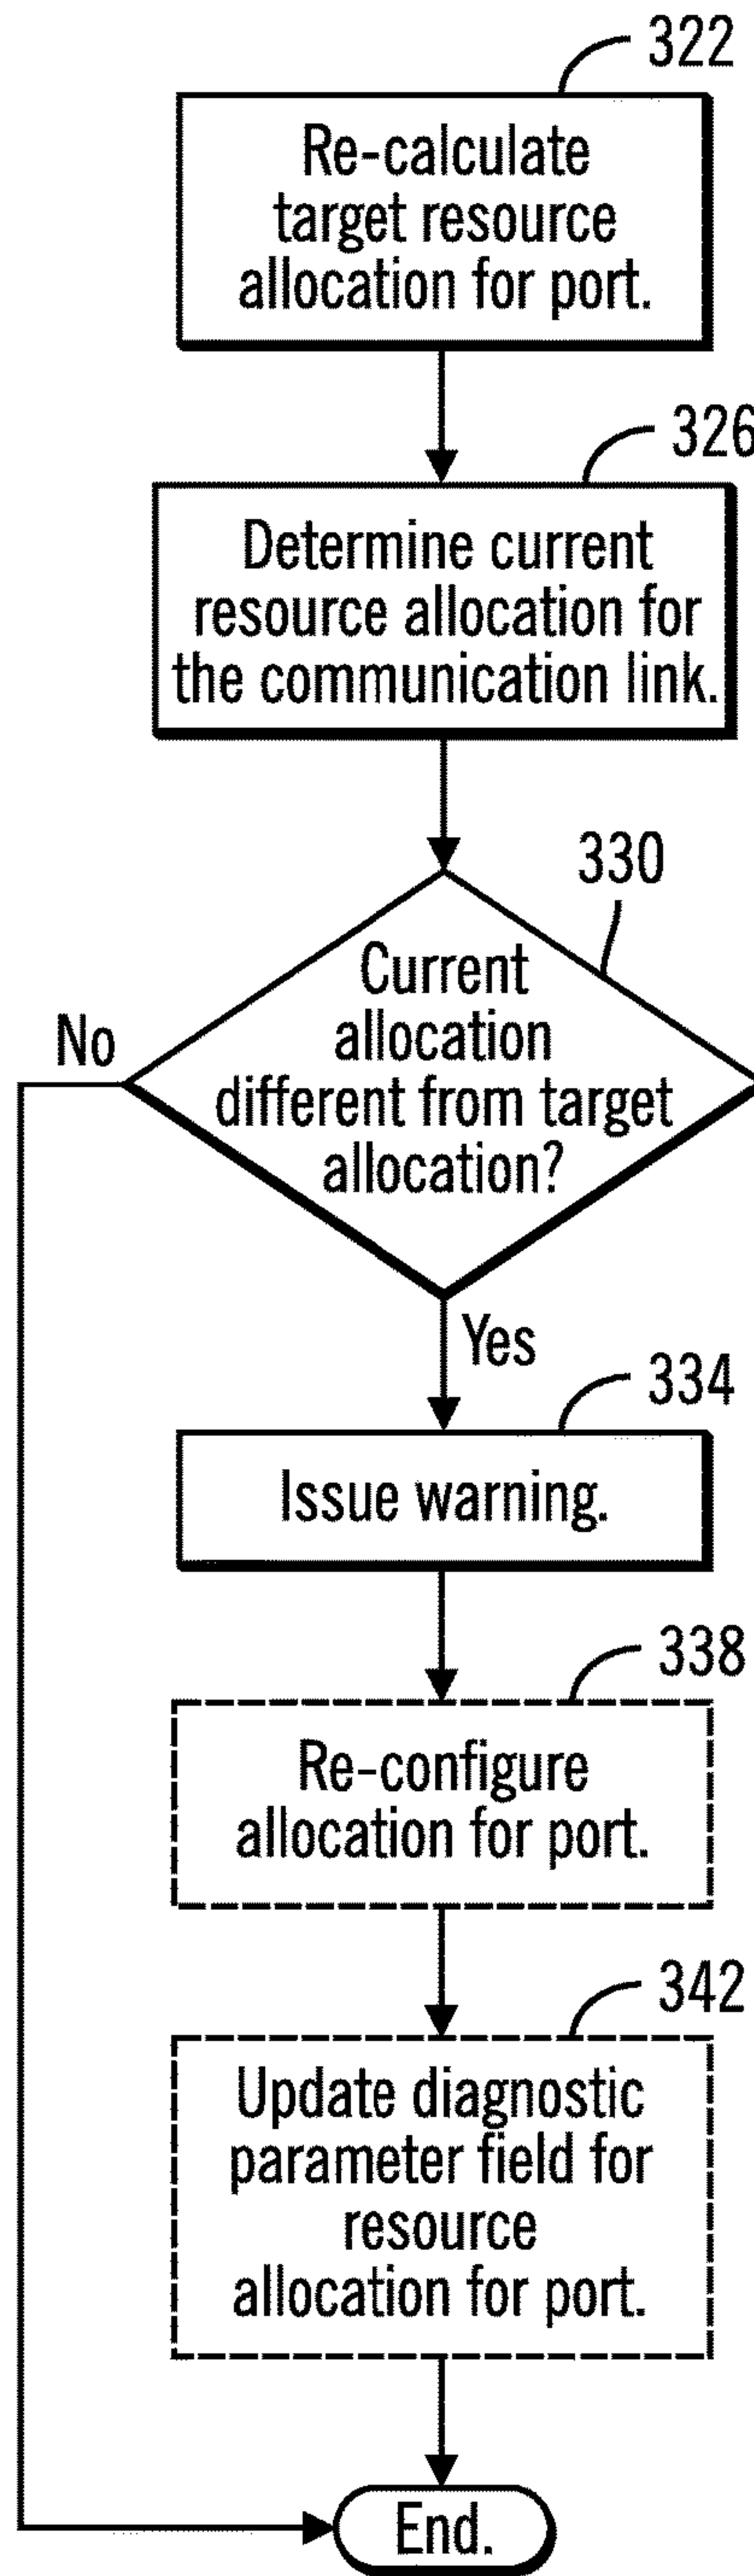 322
Re-calculate
target resource
allocation for port.
326
Determine current
resource allocation for
the communication link.
330
Current
allocation
different from target
allocation?
No
Yes
334
Issue warning.
338
Re-configure
allocation for port.
342
Update diagnostic
parameter field for
resource
allocation for port.
End.